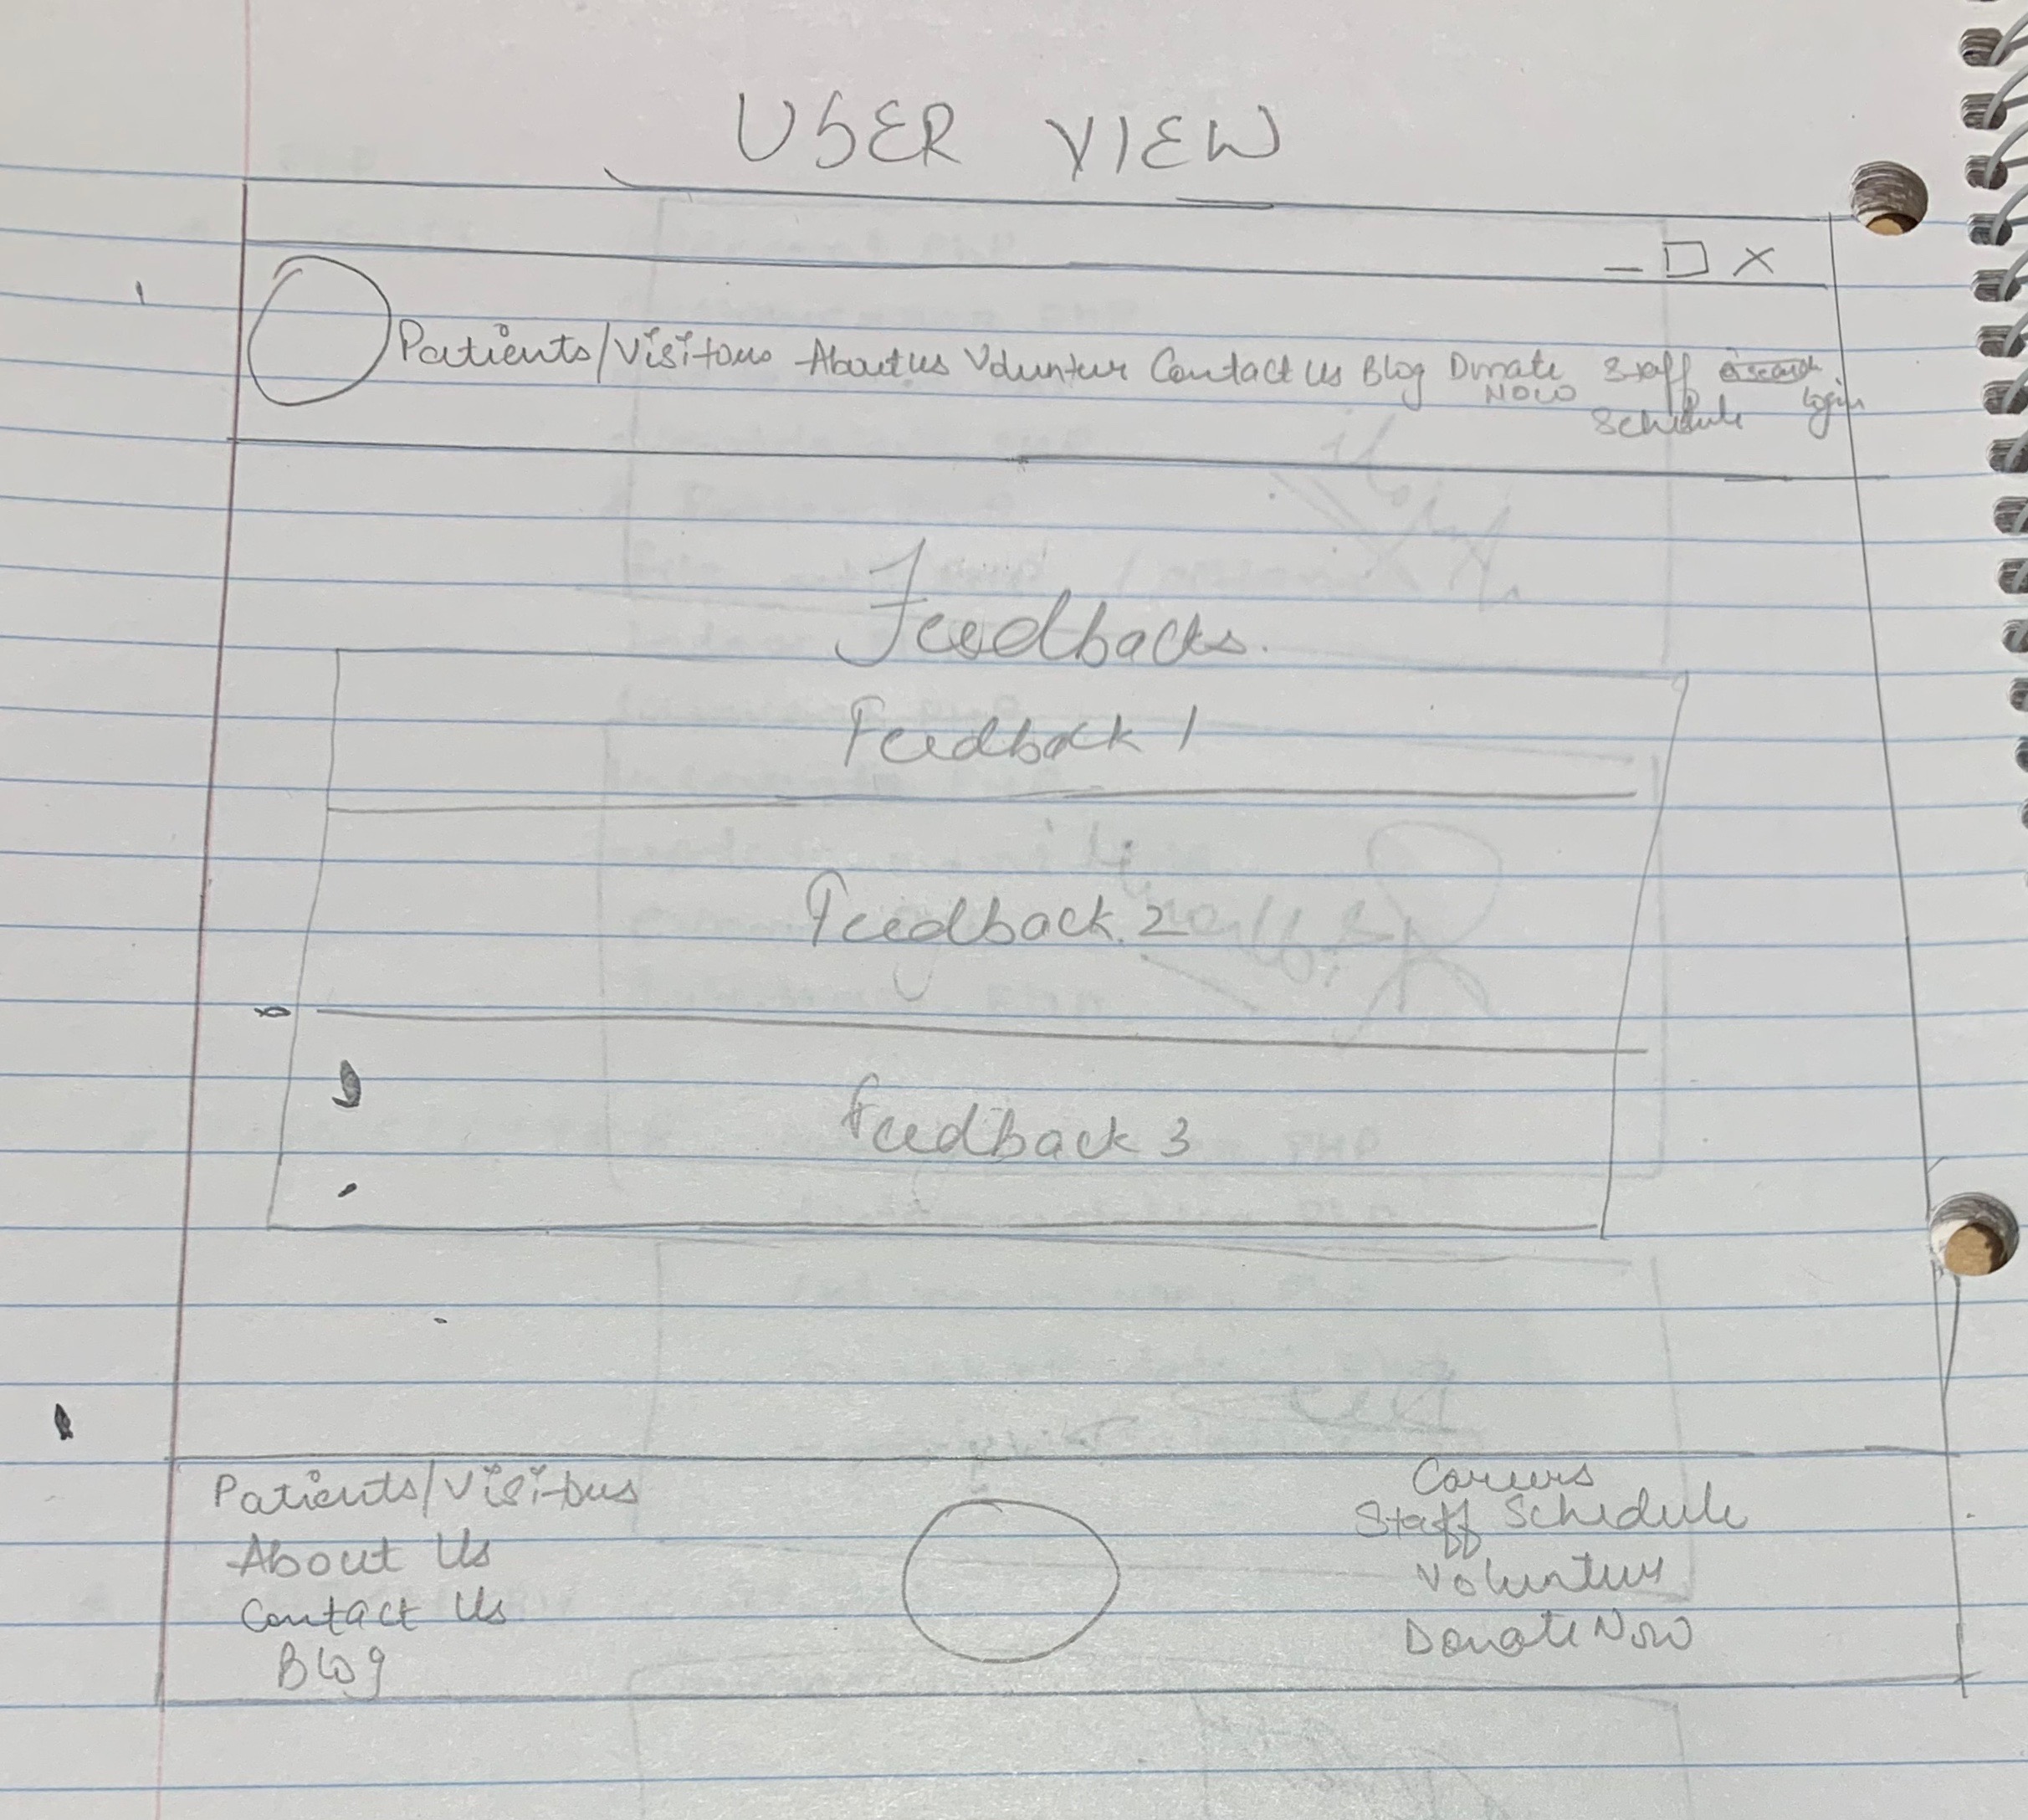 USER VIEW
Patients/Visitors About us Volunteer Contact Us Blog Donate Now Staff Schedule Login
Feedbacks.
Feedback 1
Feedback 2
Feedback 3
Patients/Visitors
About Us
Contact Us
Blog
Careers
Staff Schedule
Volunteer
Donate Now